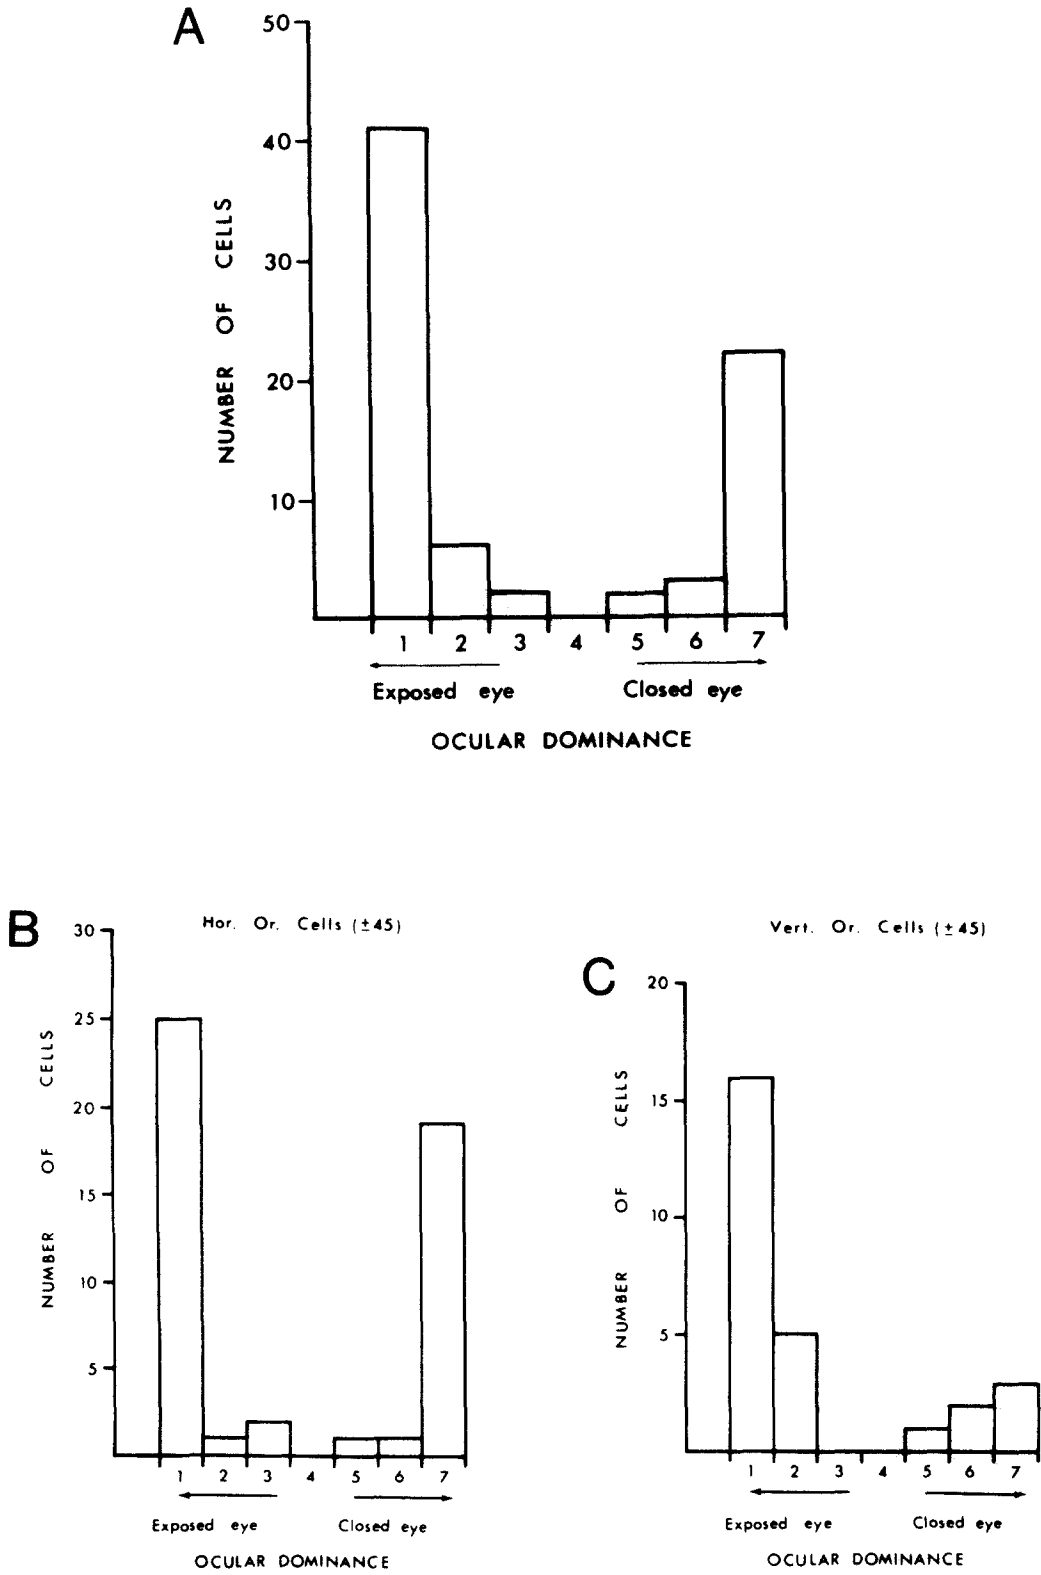 A
50
40
30
20
10
NUMBER OF CELLS
1 2 3 4 5 6 7
Exposed eye Closed eye
OCULAR DOMINANCE
B
Hor. Or. Cells (±45)
30
25
20
15
10
5
NUMBER OF CELLS
1 2 3 4 5 6 7
Exposed eye Closed eye
OCULAR DOMINANCE
C
Vert. Or. Cells (±45)
20
15
10
5
NUMBER OF CELLS
1 2 3 4 5 6 7
Exposed eye Closed eye
OCULAR DOMINANCE